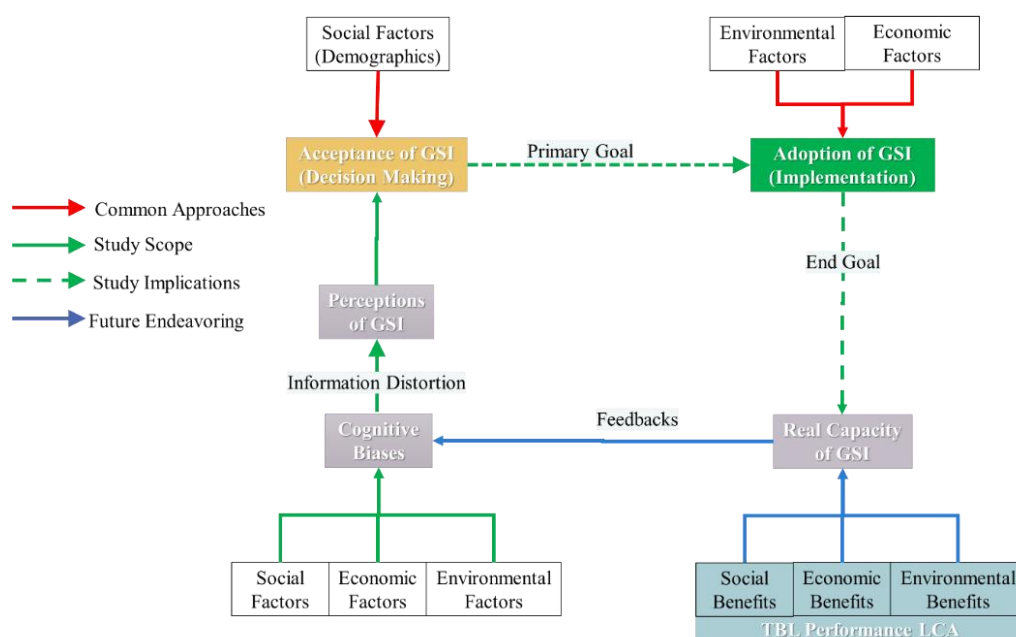 Social Factors
(Demographics)
Environmental
Factors
Economic
Factors
Acceptance of GSI
(Decision Making)
Primary Goal
Adoption of GSI
(Implementation)
Common Approaches
Study Scope
Study Implications
Future Endeavoring
End Goal
Perceptions
of GSI
Information Distortion
Cognitive
Biases
Feedbacks
Real Capacity
of GSI
Social
Factors
Economic
Factors
Environmental
Factors
Social
Benefits
Economic
Benefits
Environmental
Benefits
TBL Performance LCA